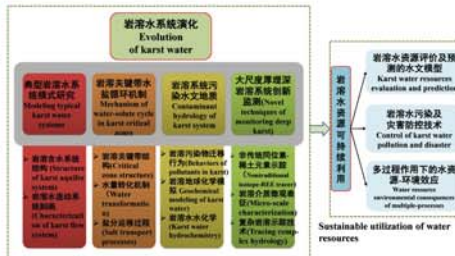 岩溶水系统演化
Evolution
of karst water
典型岩溶水系
统模式研究
Modeling typical
karst water
systems
岩溶关键带水
盐循环机制
Mechanism of
water-solute cycle
in karst critical
zones
岩溶系统污
染水文地质
Contaminant
hydrology of karst
system
大尺度厚埋深
岩溶系统创新
监测(Novel
techniques of
monitoring deep
karst)
岩溶含水系统
结构 (Structure of
karst aquifer systems)
岩溶水流动系
统刻画
(Characterization
of karst flow system)
岩溶关键带结
构(Critical
zone structure)
水量转化机制
(Water
transformation)
盐分运移过程
(Salt transport
processes)
岩溶污染物迁移
行为(Behaviors of
pollutants in karst)
岩溶地球化学模
拟( Geochemical
modeling of karst
water)
岩溶水水化学
(Karst water
hydrochemistry)
非传统同位素-
稀土元素示踪
(Nontraditional
isotope-REE tracer)
岩溶介质微观表
征(Micro-scale
characterization)
复杂岩溶示踪技
术(Tracing complex hydrology)
岩溶水资源可持续利用
岩溶水资源评价及预
测的水文模型
Karst water resources
evaluation and prediction
岩溶水污染及
灾害防控技术
Control of karst water
pollution and disaster
多过程作用下的水资
源-环境效应
Water resource
environmental consequences
of multiple-processes
Sustainable utilization of water
resources